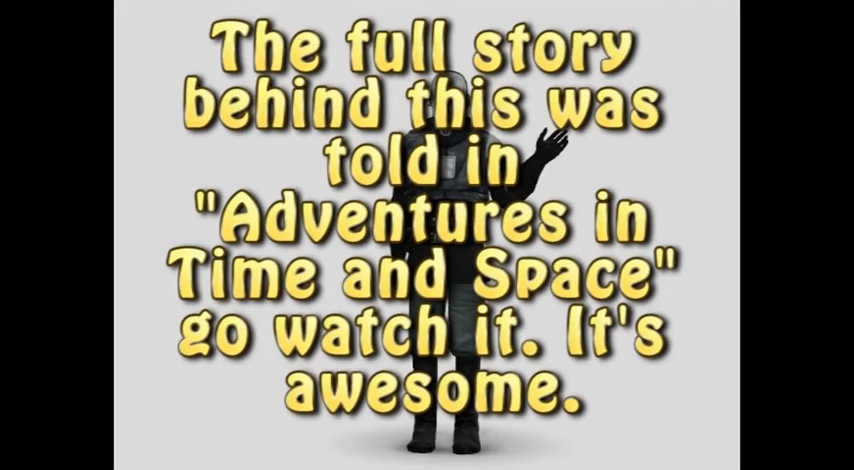 The full story
behind this was
told in
"Adventures in
Time and Space"
go watch it. It's
awesome.